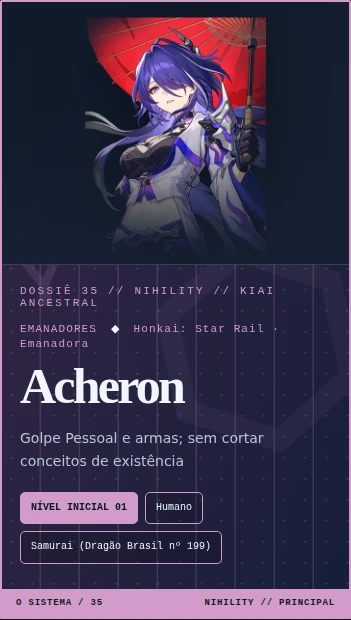 DOSSIÊ 35 // NIHILITY // KIAI
ANCESTRAL
EMANADORES ◆ Honkai: Star Rail ·
Emanadora
Acheron
Golpe Pessoal e armas; sem cortar
conceitos de existência
NÍVEL INICIAL 01 Humano
Samurai (Dragão Brasil nº 199)
O SISTEMA / 35 NIHILITY // PRINCIPAL